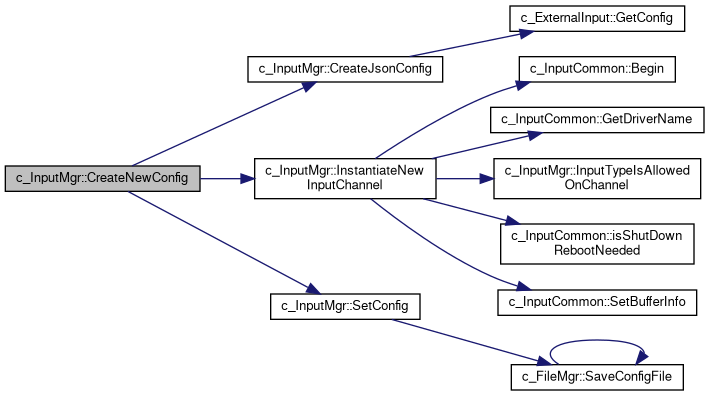 c_ExternalInput::GetConfig
c_InputMgr::CreateJsonConfig
c_InputCommon::Begin
c_InputCommon::GetDriverName
c_InputMgr::CreateNewConfig
c_InputMgr::InstantiateNew
InputChannel
c_InputMgr::InputTypeIsAllowed
OnChannel
c_InputCommon::isShutDown
RebootNeeded
c_InputMgr::SetConfig
c_InputCommon::SetBufferInfo
c_FileMgr::SaveConfigFile